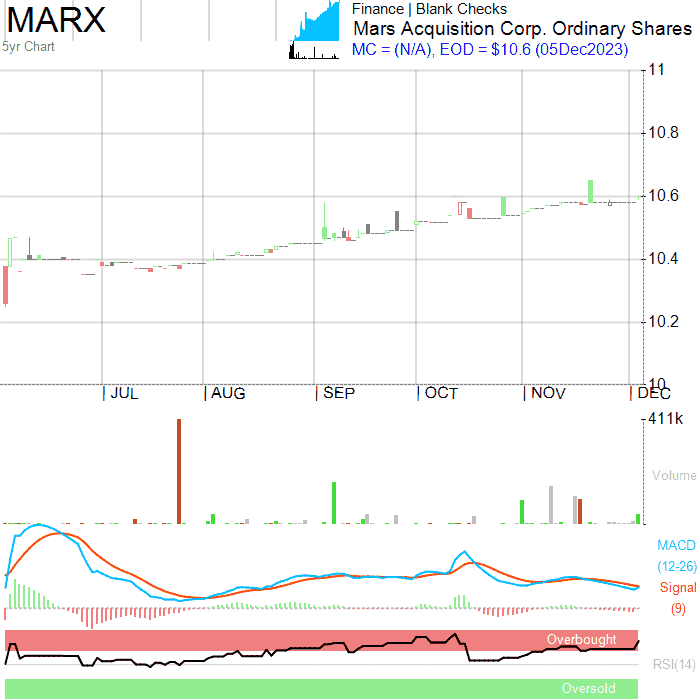 MARX
5yr Chart
Finance | Blank Checks
Mars Acquisition Corp. Ordinary Shares
MC = (N/A), EOD = $10.6 (05Dec2023)
11
10.8
10.6
10.4
10.2
10
| JUL | AUG | SEP | OCT | NOV | DEC
411k
Volume
MACD
(12-26)
Signal
(9)
Overbought
RSI(14)
Oversold